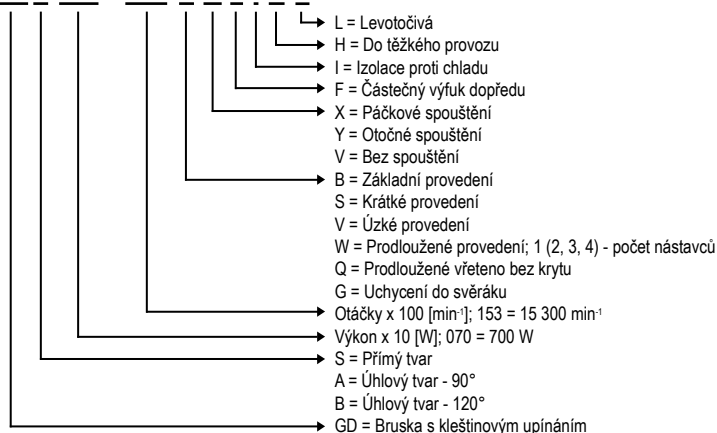 L = Levotočivá
H = Do těžkého provozu
I = Izolace proti chladu
F = Částečný výfuk dopředu
X = Páčkové spouštění
Y = Otočné spouštění
V = Bez spouštění
B = Základní provedení
S = Krátké provedení
V = Úzké provedení
W = Prodloužené provedení; 1 (2, 3, 4) - počet nástavců
Q = Prodloužené vřeteno bez krytu
G = Uchycení do svěráku
Otáčky x 100 [min⁻¹]; 153 = 15 300 min⁻¹
Výkon x 10 [W]; 070 = 700 W
S = Přímý tvar
A = Úhlový tvar - 90°
B = Úhlový tvar - 120°
GD = Bruska s kleštinovým upínáním